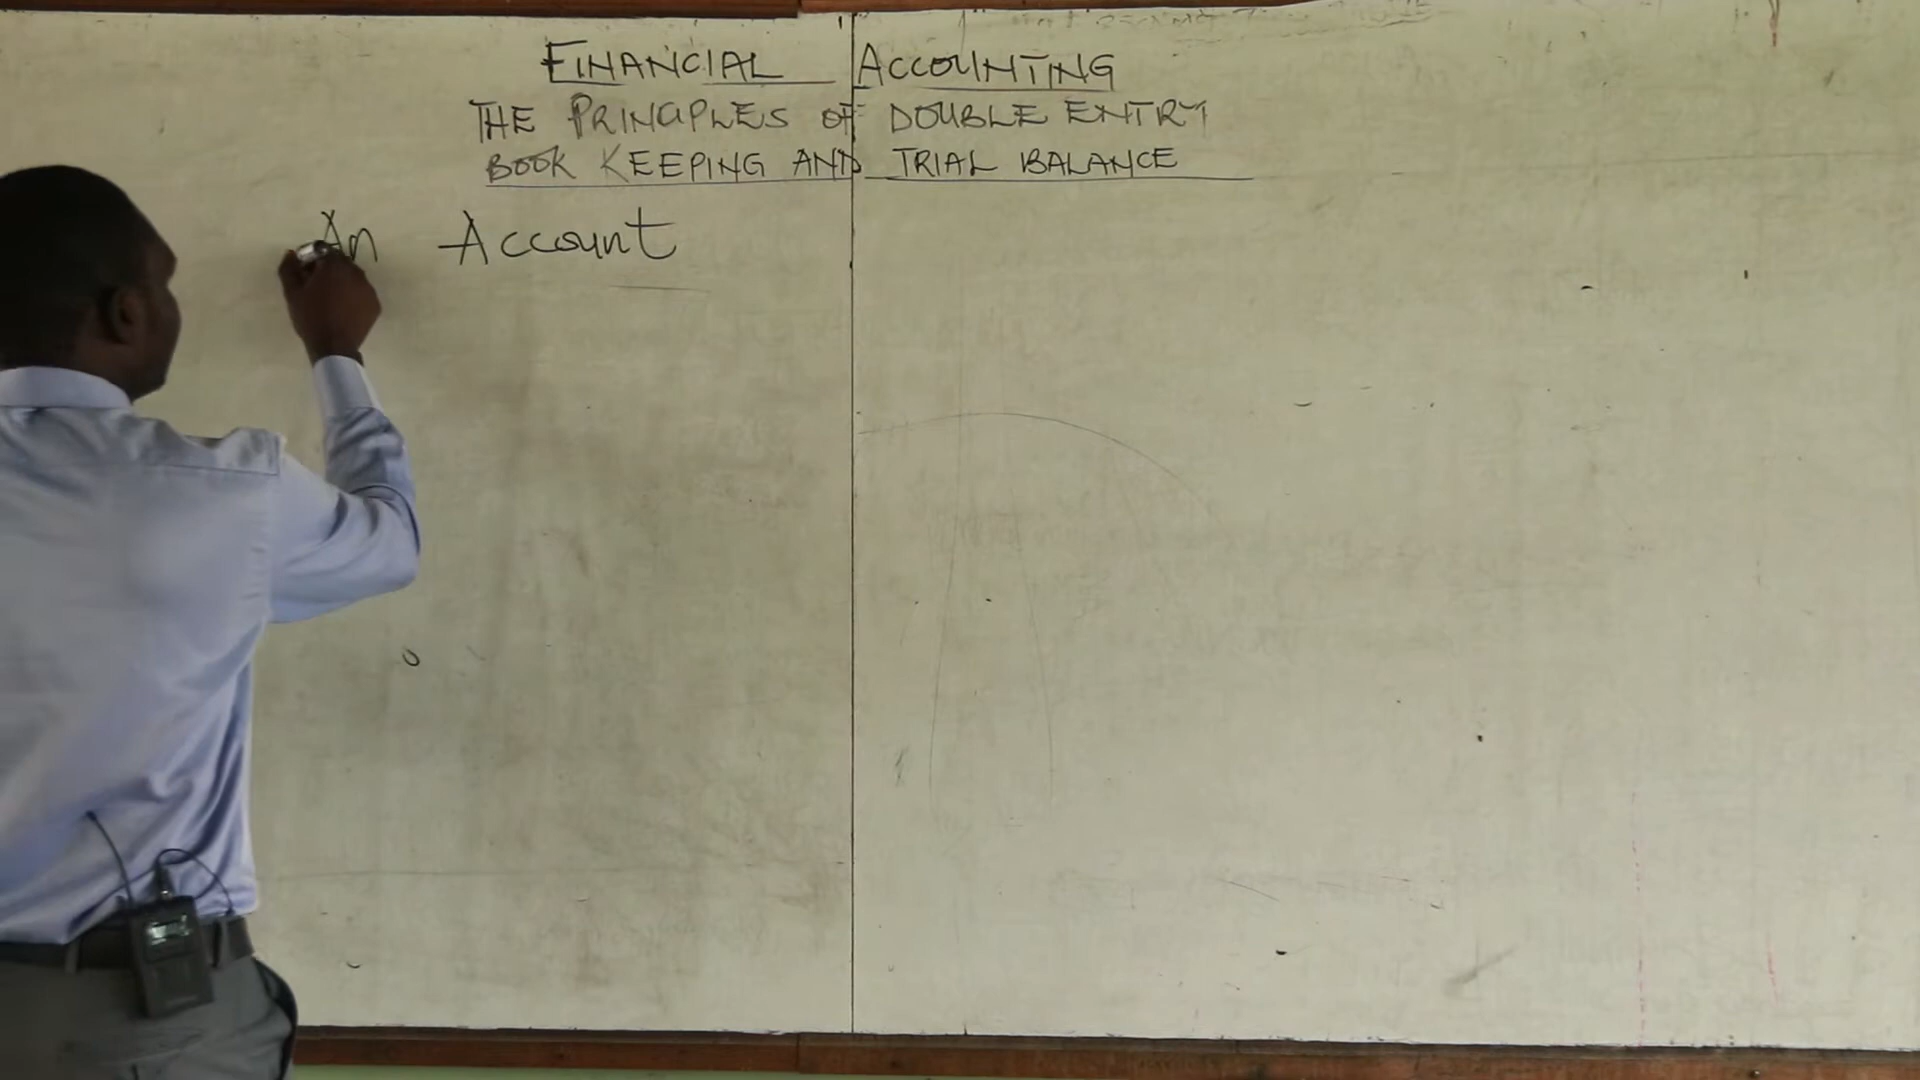 FINANCIAL ACCOUNTING
THE PRINCIPLES OF DOUBLE ENTRY
BOOK KEEPING AND TRIAL BALANCE
An Account